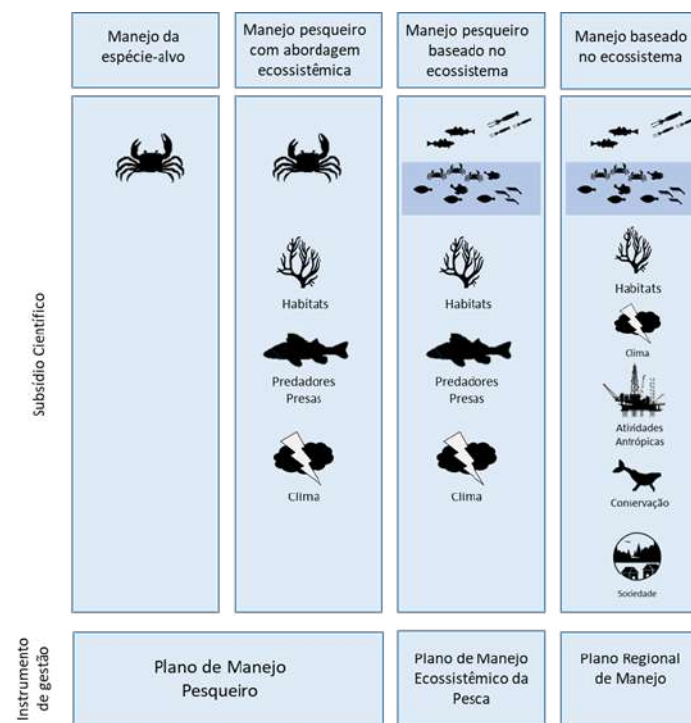 Manejo da
espécie-alvo
Manejo pesqueiro
com abordagem
ecossistêmica
Manejo pesqueiro
baseado no
ecossistema
Manejo baseado
no ecossistema
Subsídio Científico
Habitats
Predadores
Presas
Clima
Habitats
Predadores
Presas
Clima
Habitats
Clima
Atividades
Antrópicas
Conservação
Sociedade
Instrumento
de gestão
Plano de Manejo
Pesqueiro
Plano de Manejo
Ecossistêmico da
Pesca
Plano Regional
de Manejo